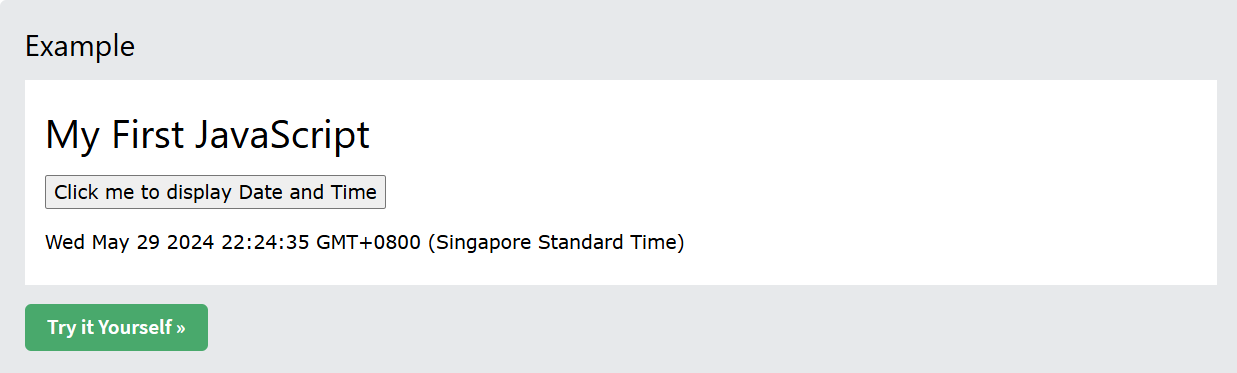 Example
My First JavaScript
Click me to display Date and Time
Wed May 29 2024 22:24:35 GMT+0800 (Singapore Standard Time)
Try it Yourself »